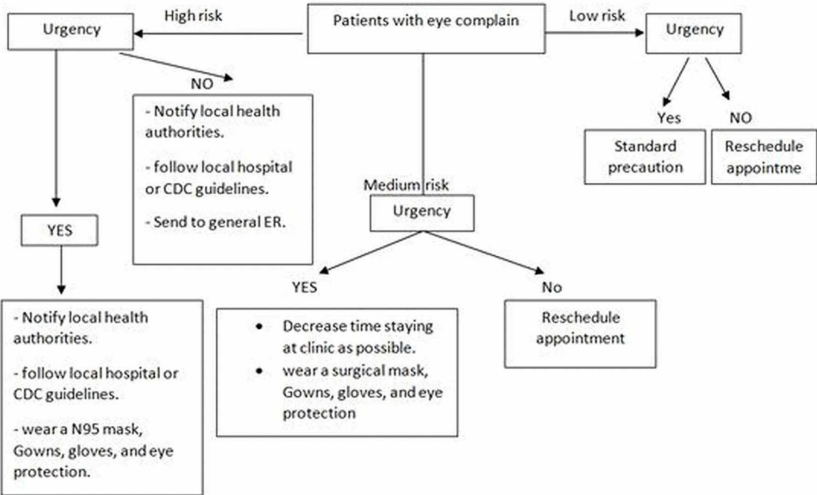 Patients with eye complain
High risk
Low risk
Urgency
Urgency
NO
- Notify local health
authorities.
- follow local hospital
or CDC guidelines.
- Send to general ER.
Yes
NO
Standard
precaution
Reschedule
appointme
Medium risk
Urgency
YES
YES
No
- Notify local health
authorities.
- follow local hospital or
CDC guidelines.
- wear a N95 mask,
Gowns, gloves, and eye
protection.
• Decrease time staying
at clinic as possible.
• wear a surgical mask,
Gowns, gloves, and eye
protection
Reschedule
appointment